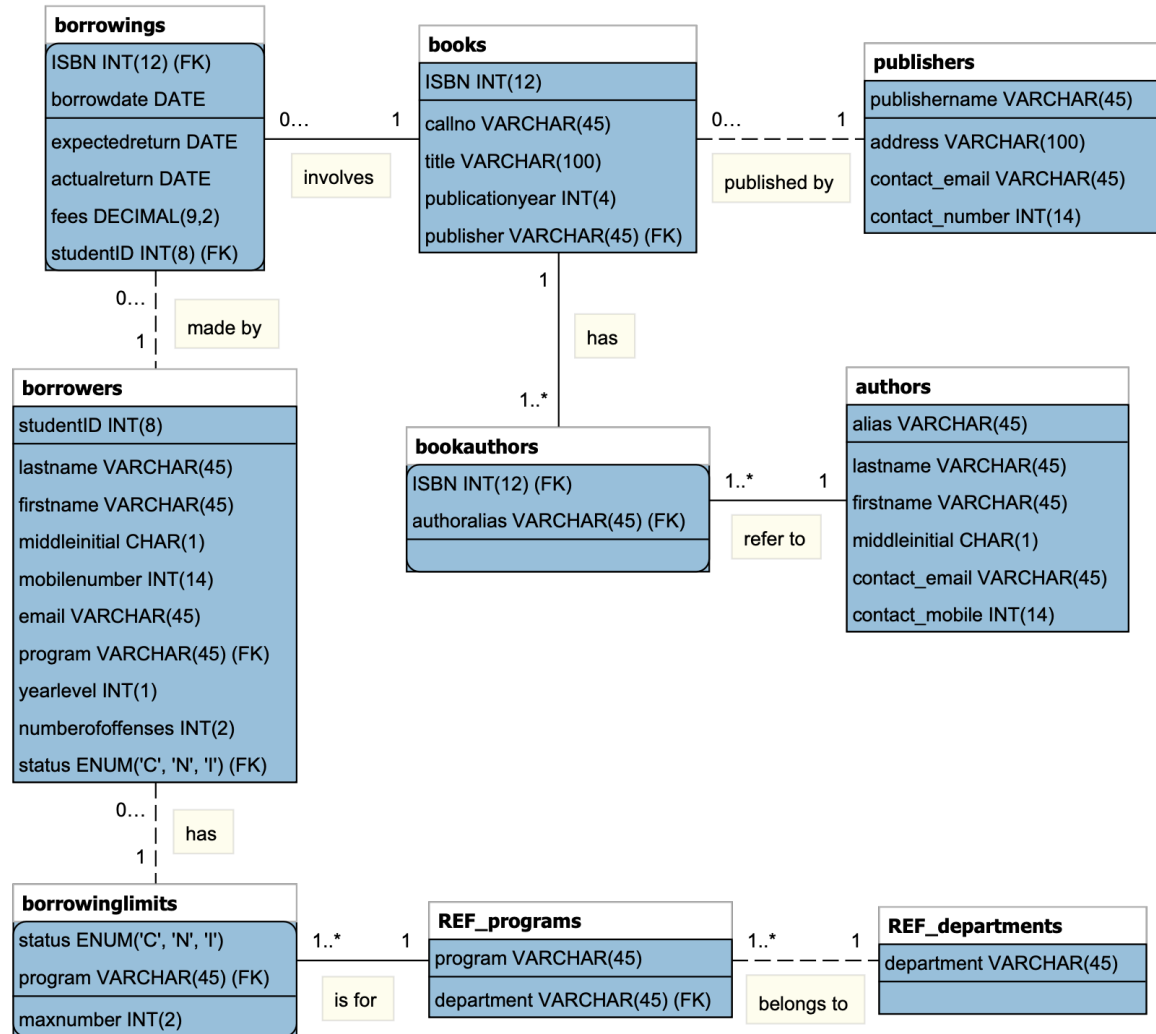 borrowings
ISBN INT(12) (FK)
borrowdate DATE
expectedreturn DATE
actualreturn DATE
fees DECIMAL(9,2)
studentID INT(8) (FK)
0...
1
involves
books
ISBN INT(12)
callno VARCHAR(45)
title VARCHAR(100)
publicationyear INT(4)
publisher VARCHAR(45) (FK)
0...
1
published by
publishers
publishername VARCHAR(45)
address VARCHAR(100)
contact_email VARCHAR(45)
contact_number INT(14)
0...
1
made by
1
has
1..*
borrowers
studentID INT(8)
lastname VARCHAR(45)
firstname VARCHAR(45)
middleinitial CHAR(1)
mobilenumber INT(14)
email VARCHAR(45)
program VARCHAR(45) (FK)
yearlevel INT(1)
numberofoffenses INT(2)
status ENUM('C', 'N', 'I') (FK)
bookauthors
ISBN INT(12) (FK)
authoralias VARCHAR(45) (FK)
1..*
1
refer to
authors
alias VARCHAR(45)
lastname VARCHAR(45)
firstname VARCHAR(45)
middleinitial CHAR(1)
contact_email VARCHAR(45)
contact_mobile INT(14)
0...
1
has
borrowinglimits
status ENUM('C', 'N', 'I')
program VARCHAR(45) (FK)
maxnumber INT(2)
1..*
1
is for
REF_programs
program VARCHAR(45)
department VARCHAR(45) (FK)
1..*
1
belongs to
REF_departments
department VARCHAR(45)